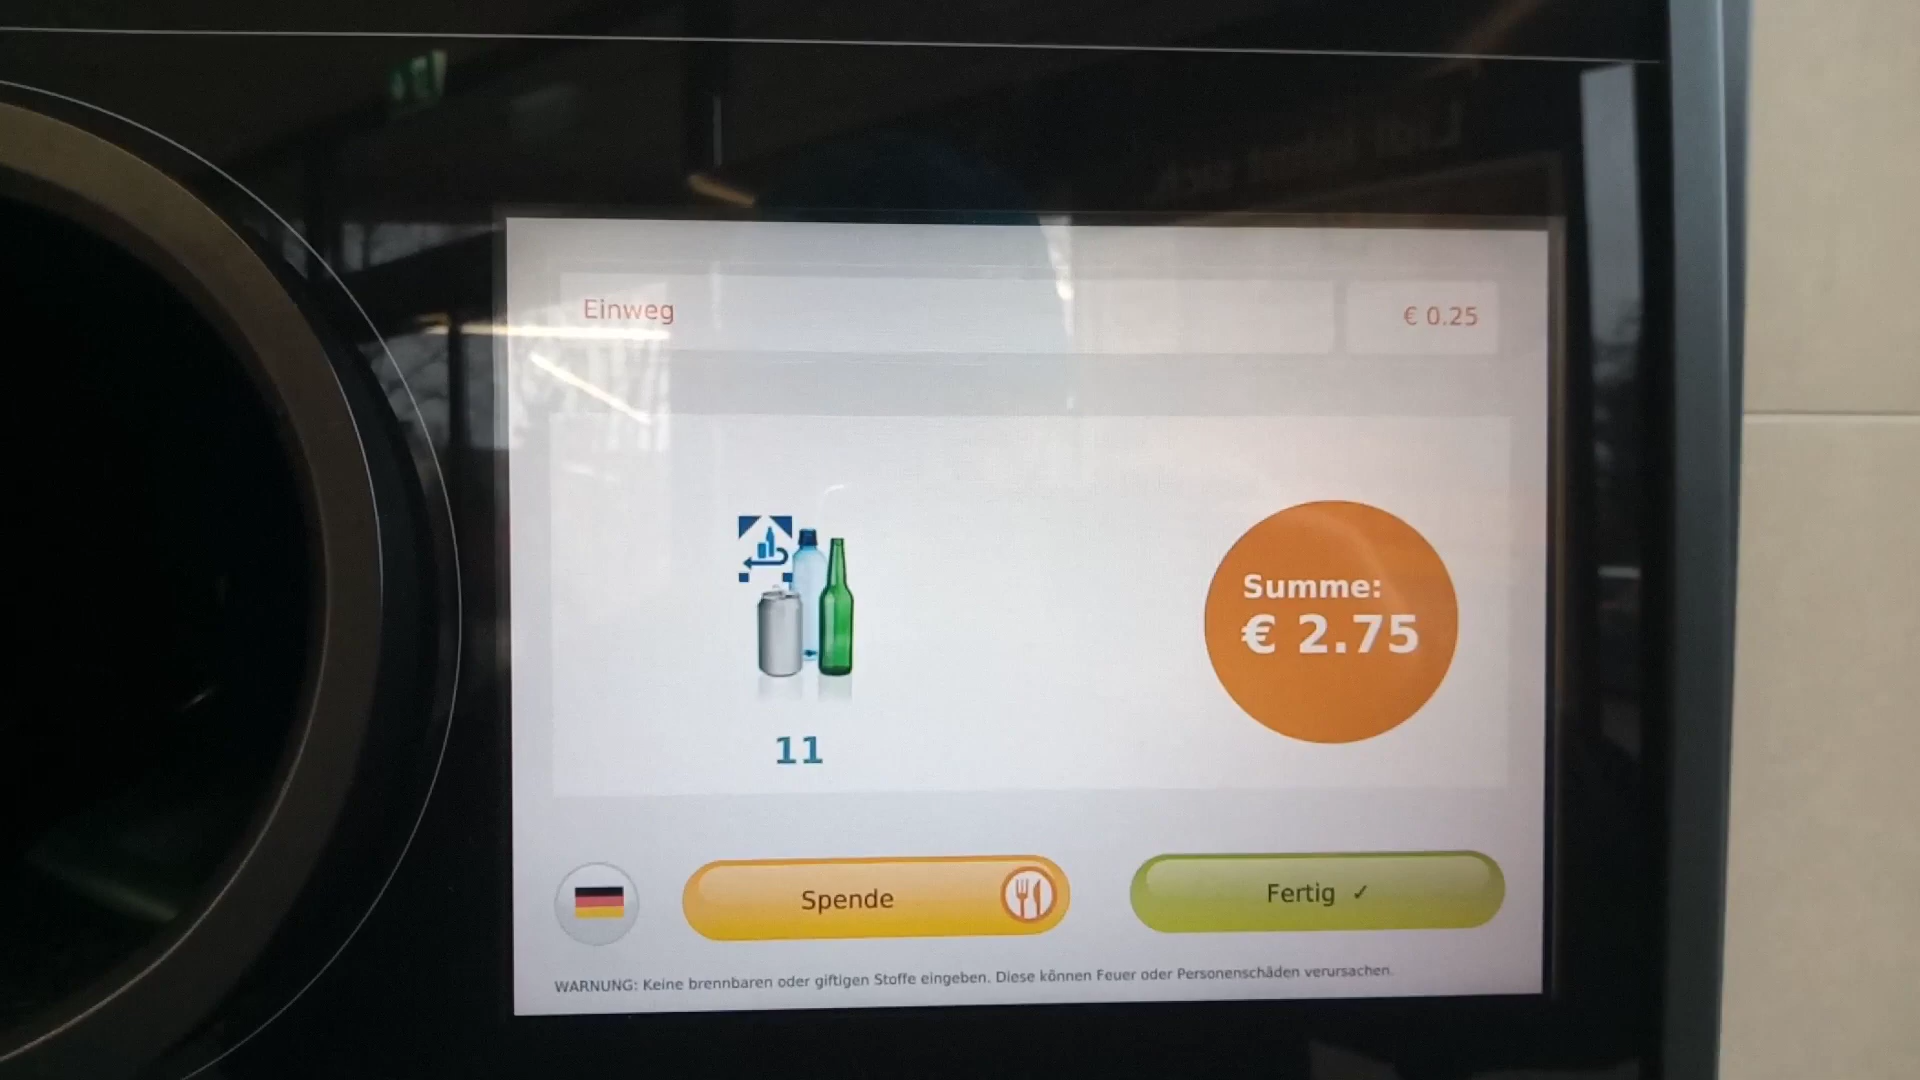 Einweg
€ 0.25
Summe:
€ 2.75
11
Spende
Fertig ✓
WARNUNG: Keine brennbaren oder giftigen Stoffe eingeben. Diese können Feuer oder Personenschäden verursachen.